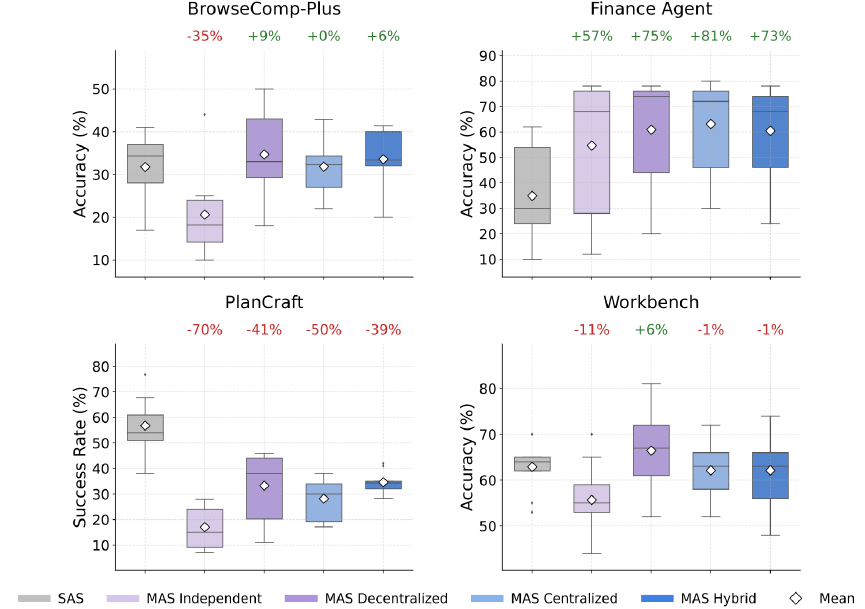 BrowseComp-Plus
-35% +9% +0% +6%
Accuracy (%)
50
40
30
20
10
Finance Agent
+57% +75% +81% +73%
Accuracy (%)
90
80
70
60
50
40
30
20
10
PlanCraft
-70% -41% -50% -39%
Success Rate (%)
80
70
60
50
40
30
20
10
Workbench
-11% +6% -1% -1%
Accuracy (%)
80
70
60
50
SAS MAS Independent MAS Decentralized MAS Centralized MAS Hybrid Mean